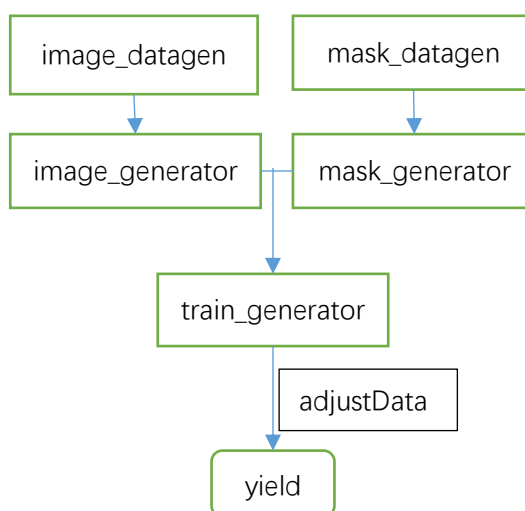 image_datagen
mask_datagen
image_generator
mask_generator
train_generator
adjustData
yield